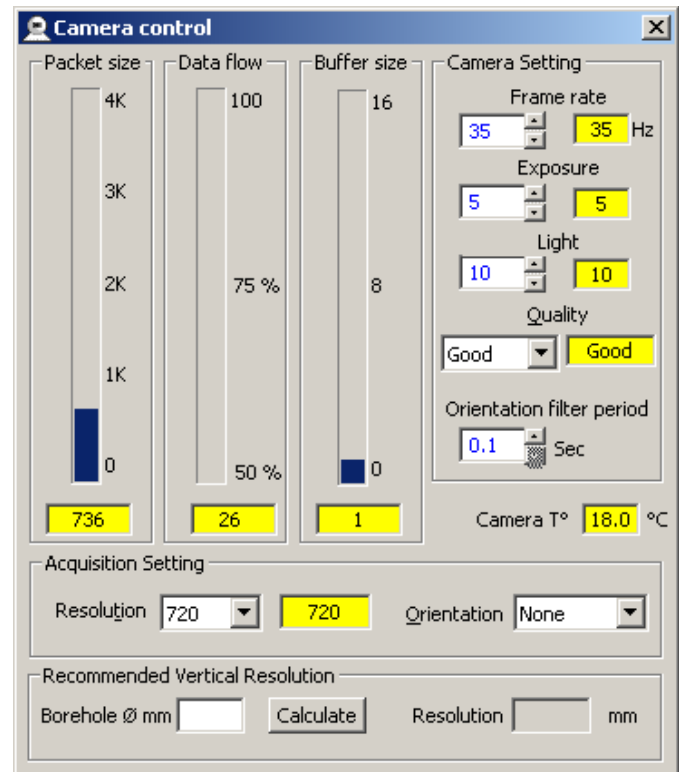 Camera control
Packet size Data flow Buffer size Camera Setting
4K 100 16
3K
2K 75 % 8
1K
0 50 % 0
736 26 1
Frame rate
35 35 Hz
Exposure
5 5
Light
10 10
Quality
Good Good
Orientation filter period
0.1 Sec
Camera T° 18.0 °C
Acquisition Setting
Resolution 720 720 Orientation None
Recommended Vertical Resolution
Borehole Ø mm Calculate Resolution mm